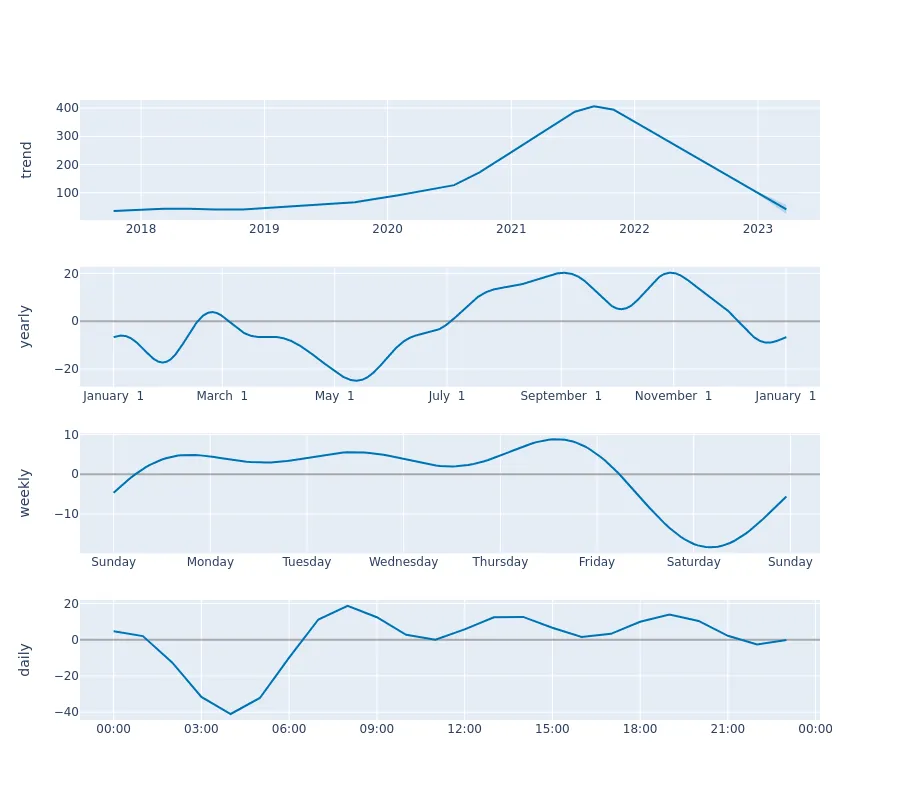 trend
400
300
200
100
2018 2019 2020 2021 2022 2023
yearly
20
0
−20
January 1 March 1 May 1 July 1 September 1 November 1 January 1
weekly
10
0
−10
Sunday Monday Tuesday Wednesday Thursday Friday Saturday Sunday
daily
20
0
−20
−40
00:00 03:00 06:00 09:00 12:00 15:00 18:00 21:00 00:00